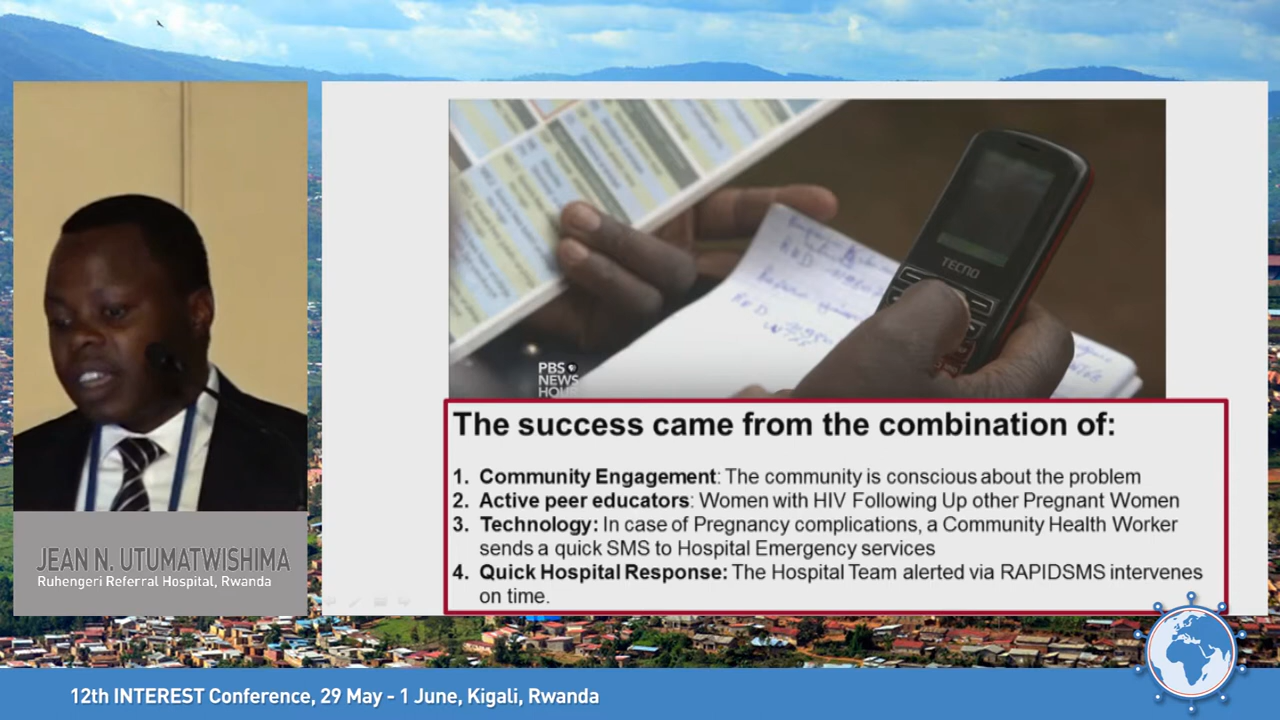 TECNO
PBS
NEWS
HOUR
The success came from the combination of:
1. Community Engagement: The community is conscious about the problem
2. Active peer educators: Women with HIV Following Up other Pregnant Women
3. Technology: In case of Pregnancy complications, a Community Health Worker
sends a quick SMS to Hospital Emergency services
4. Quick Hospital Response: The Hospital Team alerted via RAPIDSMS intervenes
on time.
JEAN N. UTUMATWISHIMA
Ruhengeri Referral Hospital, Rwanda
12th INTEREST Conference, 29 May - 1 June, Kigali, Rwanda